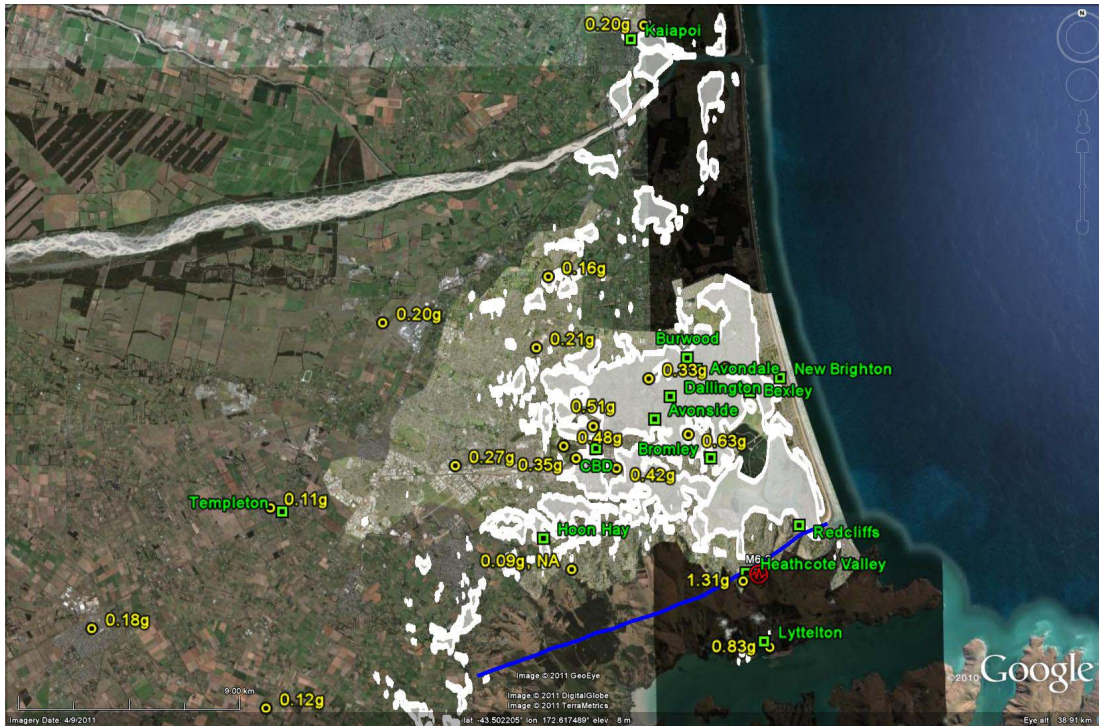 N
0.20g
Kaiapoi
0.16g
0.20g
0.21g
Burwood
0.33g
Avondale
New Brighton
Dallington
Bexley
0.51g
Avonside
0.48g
0.63g
Bromley
0.27g
0.35g
CBD
0.42g
Templeton
0.11g
Hoon Hay
Redcliffs
0.09g, NA
Heathcote Valley
1.31g
0.18g
Lyttelton
0.83g
Image © 2011 GeoEye
©2010 Google
9.00 km
Image © 2011 DigitalGlobe
Image © 2011 TerraMetrics
0.12g
Imagery Date: 4/9/2011
lat -43.502205° lon 172.617489° elev 8 m
Eye alt 38.91 km